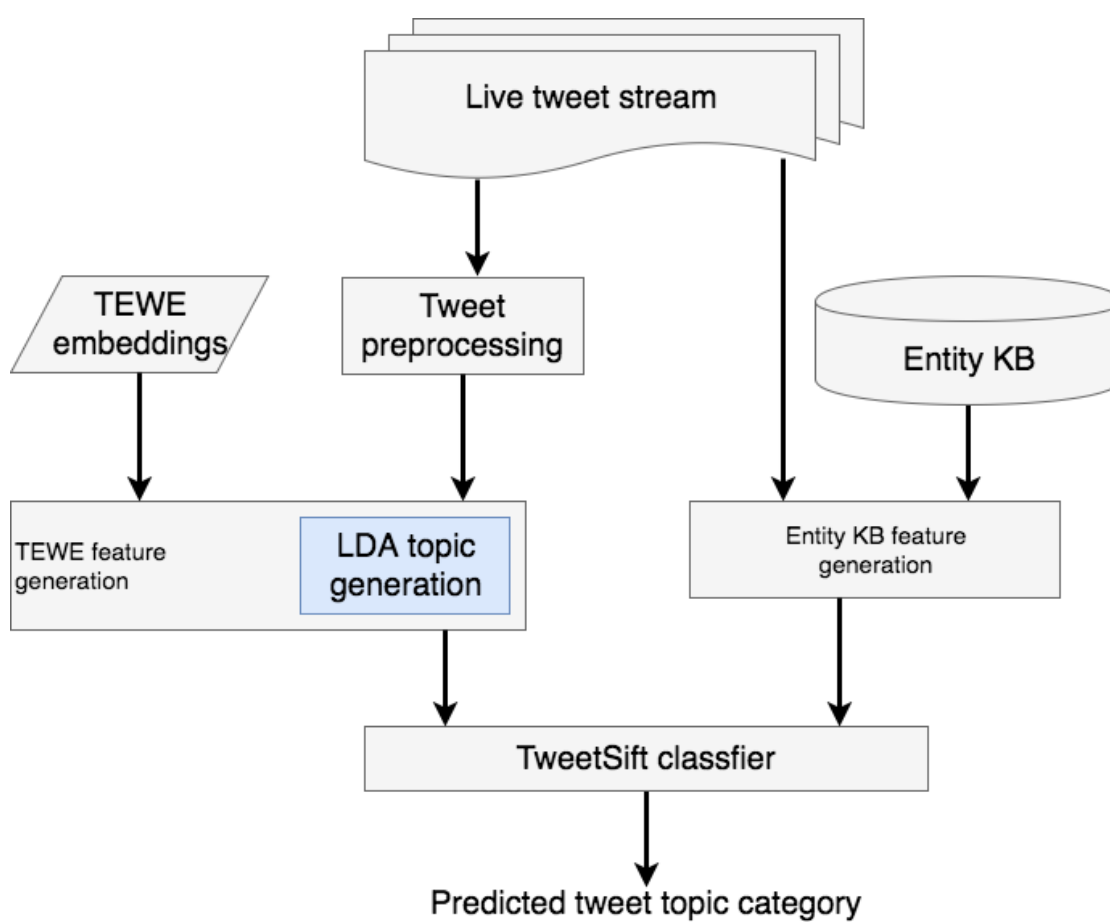 Live tweet stream
TEWE
embeddings
Tweet
preprocessing
Entity KB
TEWE feature
generation
LDA topic
generation
Entity KB feature
generation
TweetSift classfier
Predicted tweet topic category